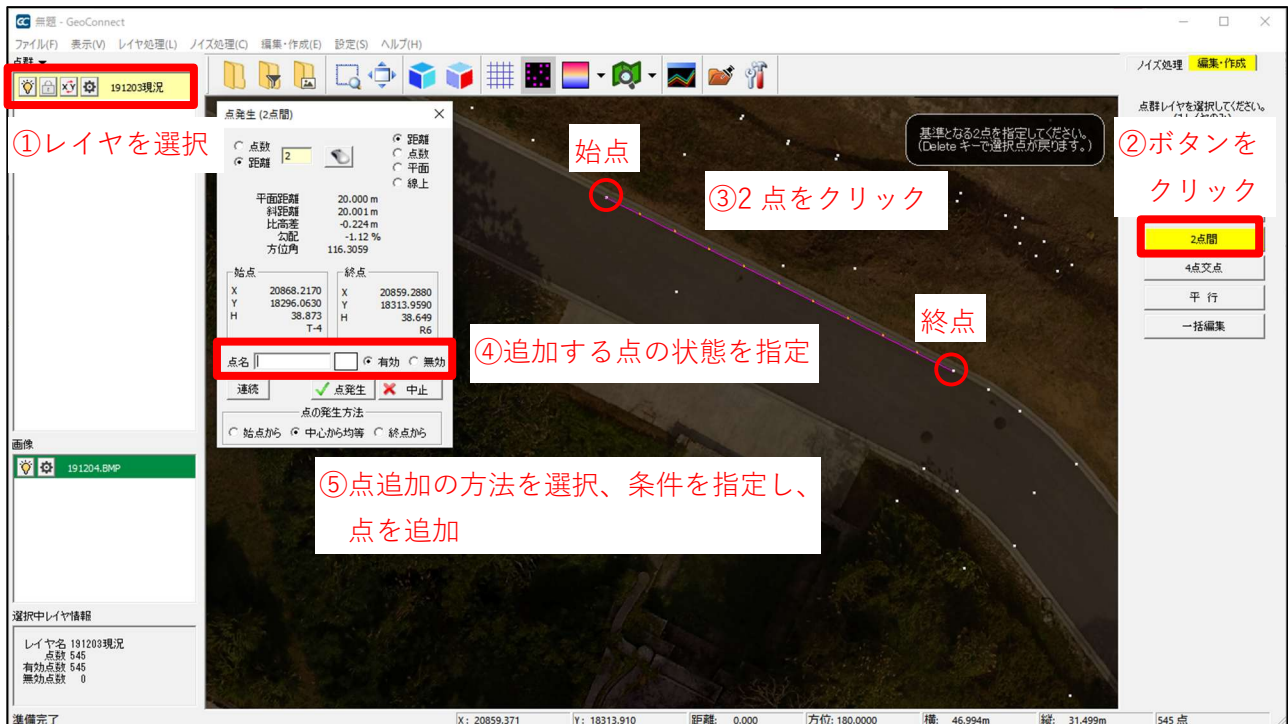 無題 - GeoConnect
ファイル(F) 表示(V) レイヤ処理(L) ノイズ処理(C) 編集・作成(E) 設定(S) ヘルプ(H)
点群
191203現況
①レイヤを選択
点発生 (2点間)
点数
距離
2
距離
点数
平面
線上
平面距離 20.000 m
斜距離 20.001 m
比高差 -0.224 m
勾配 -1.12 %
方位角 116.3059
始点
X 20868.2170
Y 18296.0630
H 38.873
T-4
終点
X 20859.2880
Y 18313.9590
H 38.649
R6
点名 有効 無効
連続 点発生 中止
点の発生方法
始点から 中心から均等 終点から
始点
③2 点をクリック
基準となる2点を指定してください。
(Delete キーで選択点が戻ります。)
終点
④追加する点の状態を指定
⑤点追加の方法を選択、条件を指定し、
点を追加
ノイズ処理 編集・作成
点群レイヤを選択してください。
②ボタンを
クリック
2点間
4点交点
平 行
一括編集
画像
191204.BMP
選択中レイヤ情報
レイヤ名 191203現況
点数 545
有効点数 545
無効点数 0
準備完了
X: 20859.371 Y: 18313.910 距離: 0.000 方位: 180.0000 横: 46.994m 縦: 31.499m 545 点